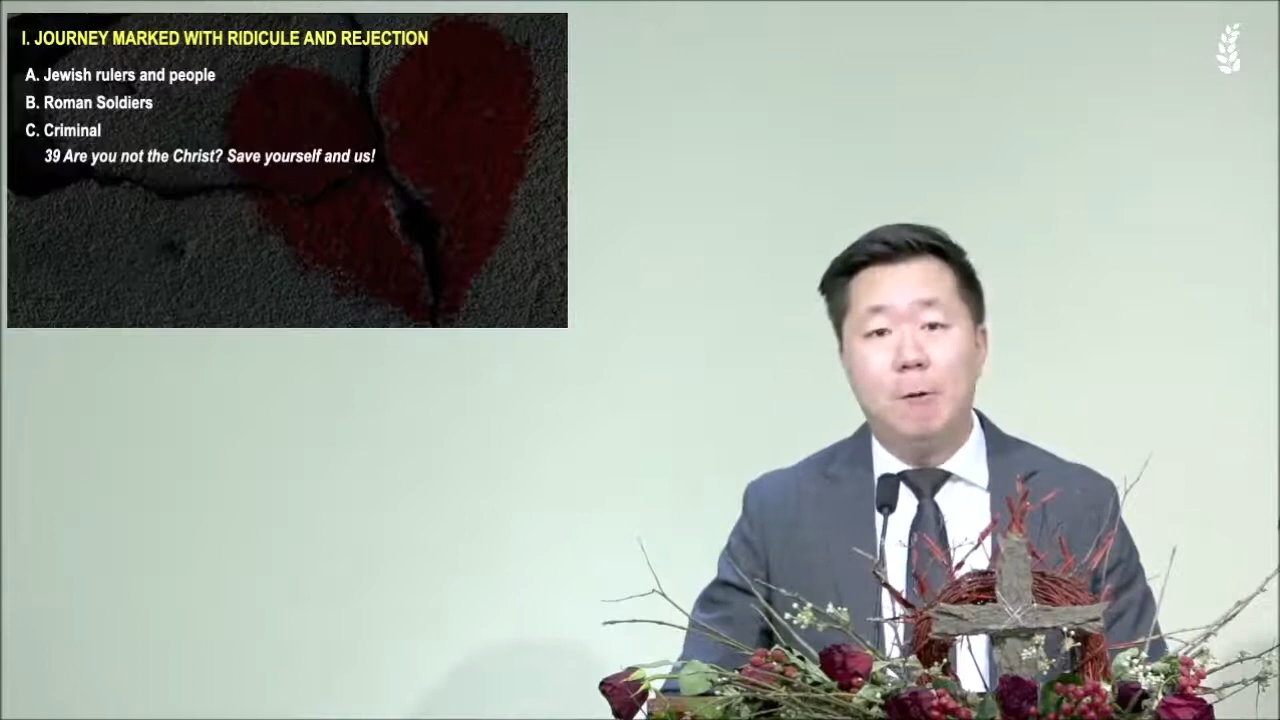 I. JOURNEY MARKED WITH RIDICULE AND REJECTION
A. Jewish rulers and people
B. Roman Soldiers
C. Criminal
39 Are you not the Christ? Save yourself and us!